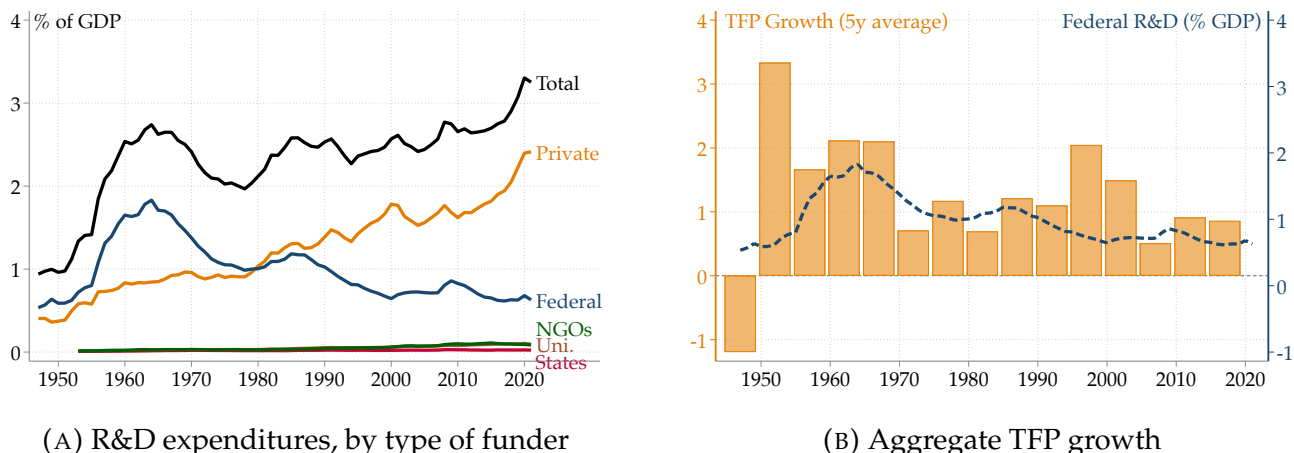 % of GDP
4
3
2
1
0
Total
Private
Federal
NGOs
Uni.
States
1950 1960 1970 1980 1990 2000 2010 2020
(A) R&D expenditures, by type of funder
TFP Growth (5y average)
Federal R&D (% GDP)
4
3
2
1
0
-1
4
3
2
1
0
-1
1950 1960 1970 1980 1990 2000 2010 2020
(B) Aggregate TFP growth